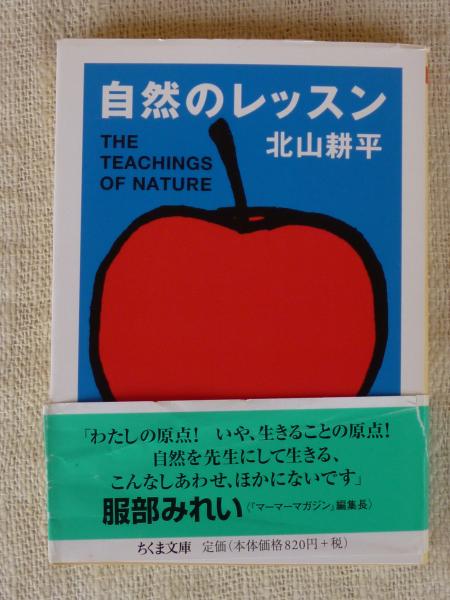 自然のレッスン
THE
TEACHINGS
OF NATURE
北山耕平
「わたしの原点！ いや、生きることの原点！
自然を先生にして生きる、
こんなしあわせ、ほかにないです」
服部みれい（『マーマーマガジン』編集長）
ちくま文庫 定価（本体価格820円＋税）